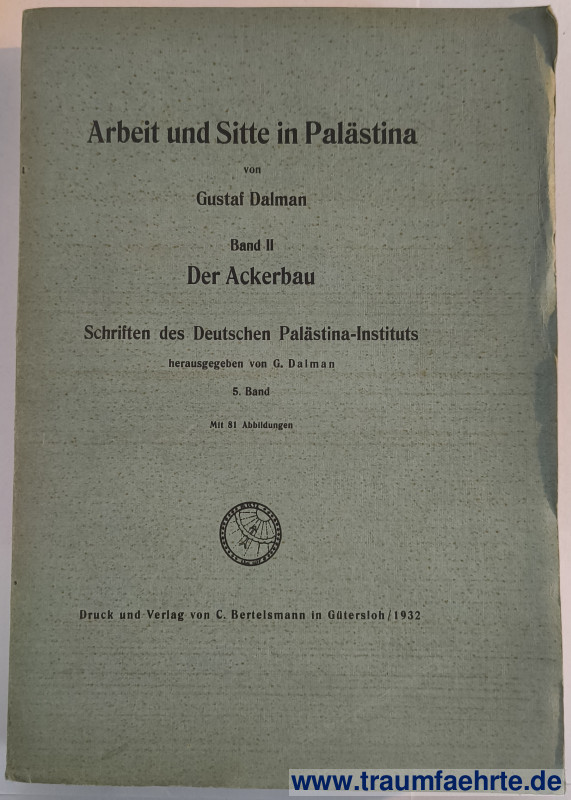 Arbeit und Sitte in Palästina
von
Gustaf Dalman
Band II
Der Ackerbau
Schriften des Deutschen Palästina-Instituts
herausgegeben von G. Dalman
5. Band
Mit 81 Abbildungen
Druck und Verlag von C. Bertelsmann in Gütersloh/1932
www.traumfaehrte.de